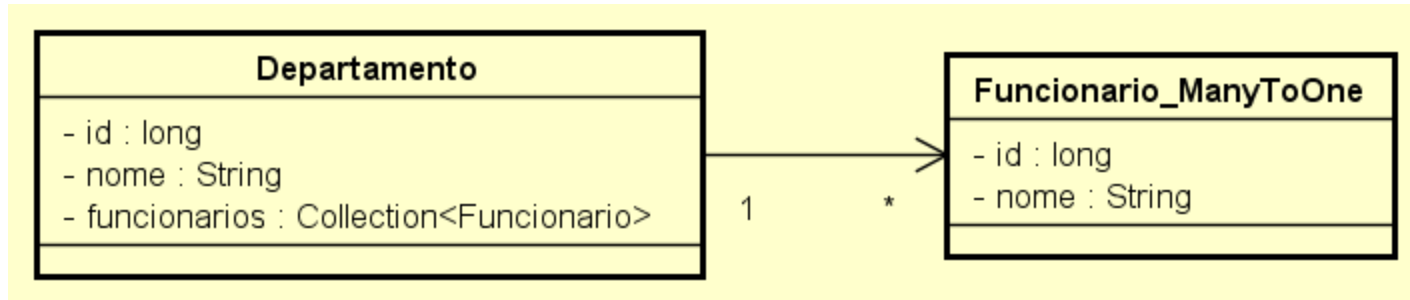 Departamento
- id : long
- nome : String
- funcionarios : Collection<Funcionario>
1
*
Funcionario_ManyToOne
- id : long
- nome : String